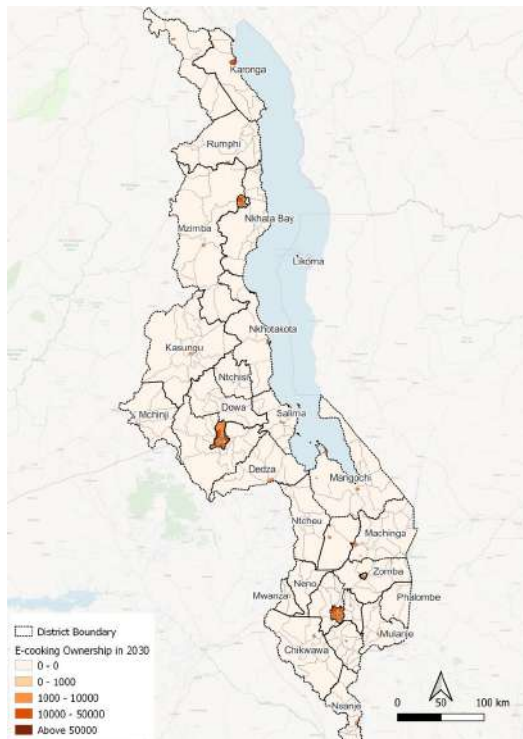 Karonga
Rumphi
Nkhata Bay
Mzimba
Likoma
Nkhotakota
Kasungu
Ntchisi
Mchinji
Dowa
Salima
Dedza
Mangochi
Ntcheu
Machinga
Zomba
Neno
Mwanza
Phalombe
Mulanje
Chikwawa
Nsanje
District Boundary
E-cooking Ownership in 2030
0 - 0
0 - 1000
1000 - 10000
10000 - 50000
Above 50000
0 50 100 km